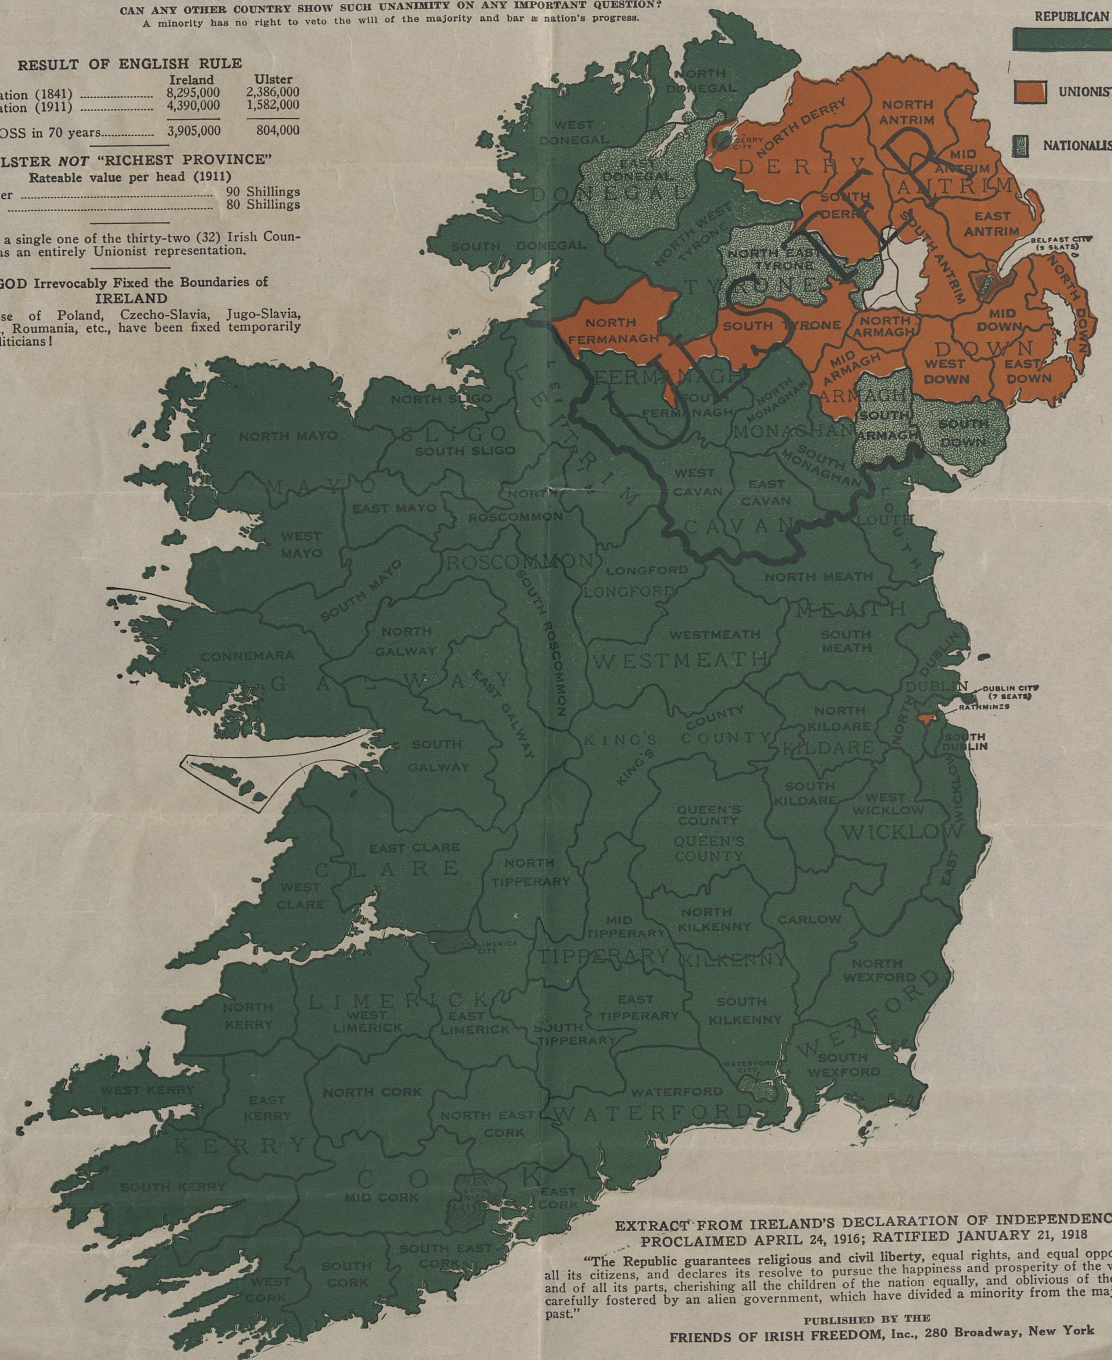 CAN ANY OTHER COUNTRY SHOW SUCH UNANIMITY ON ANY IMPORTANT QUESTION?
A minority has no right to veto the will of the majority and bar a nation's progress.
REPUBLICAN
UNIONIST
NATIONALIS
RESULT OF ENGLISH RULE
Ireland Ulster
ation (1841) 8,295,000 2,386,000
ation (1911) 4,390,000 1,582,000
OSS in 70 years 3,905,000 804,000
LSTER NOT "RICHEST PROVINCE"
Rateable value per head (1911)
er 90 Shillings
80 Shillings
a single one of the thirty-two (32) Irish Coun-
as an entirely Unionist representation.
GOD Irrevocably Fixed the Boundaries of
IRELAND
se of Poland, Czecho-Slavia, Jugo-Slavia,
., Roumania, etc., have been fixed temporarily
liticians!
NORTH DONEGAL
WEST DONEGAL
EAST DONEGAL
DONEGAL
SOUTH DONEGAL
DERRY CITY
NORTH DERRY
DERRY
SOUTH DERRY
NORTH ANTRIM
MID ANTRIM
ANTRIM
EAST ANTRIM
SOUTH ANTRIM
BELFAST CITY
(9 SEATS)
NORTH WEST TYRONE
NORTH EAST TYRONE
TYRONE
SOUTH TYRONE
ULSTER
NORTH FERMANAGH
FERMANAGH
SOUTH FERMANAGH
NORTH ARMAGH
MID ARMAGH
ARMAGH
SOUTH ARMAGH
NORTH DOWN
MID DOWN
DOWN
WEST DOWN
EAST DOWN
SOUTH DOWN
NORTH MONAGHAN
MONAGHAN
SOUTH MONAGHAN
WEST CAVAN
EAST CAVAN
CAVAN
LEITRIM
NORTH SLIGO
SLIGO
SOUTH SLIGO
NORTH MAYO
MAYO
EAST MAYO
WEST MAYO
SOUTH MAYO
NORTH ROSCOMMON
ROSCOMMON
SOUTH ROSCOMMON
LONGFORD
LONGFORD
LOUTH
LOUTH
NORTH MEATH
MEATH
SOUTH MEATH
WESTMEATH
WESTMEATH
CONNEMARA
NORTH GALWAY
GALWAY
EAST GALWAY
SOUTH GALWAY
NORTH DUBLIN
DUBLIN
DUBLIN CITY
(7 SEATS)
RATHMINES
SOUTH DUBLIN
KING'S COUNTY
KING'S COUNTY
NORTH KILDARE
KILDARE
SOUTH KILDARE
QUEEN'S COUNTY
QUEEN'S COUNTY
WEST WICKLOW
WICKLOW
EAST WICKLOW
EAST CLARE
CLARE
WEST CLARE
NORTH TIPPERARY
MID TIPPERARY
TIPPERARY
EAST TIPPERARY
SOUTH TIPPERARY
NORTH KILKENNY
KILKENNY
SOUTH KILKENNY
CARLOW
NORTH WEXFORD
WEXFORD
SOUTH WEXFORD
LIMERICK CITY
LIMERICK
WEST LIMERICK
EAST LIMERICK
WATERFORD CITY
WATERFORD
WATERFORD
NORTH KERRY
WEST KERRY
EAST KERRY
KERRY
SOUTH KERRY
NORTH CORK
NORTH EAST CORK
CORK
MID CORK
EAST CORK
SOUTH EAST CORK
SOUTH CORK
WEST CORK
EXTRACT FROM IRELAND'S DECLARATION OF INDEPENDENC
PROCLAIMED APRIL 24, 1916; RATIFIED JANUARY 21, 1918
"The Republic guarantees religious and civil liberty, equal rights, and equal oppo
all its citizens, and declares its resolve to pursue the happiness and prosperity of the w
and of all its parts, cherishing all the children of the nation equally, and oblivious of the
carefully fostered by an alien government, which have divided a minority from the maj
past."
PUBLISHED BY THE
FRIENDS OF IRISH FREEDOM, Inc., 280 Broadway, New York